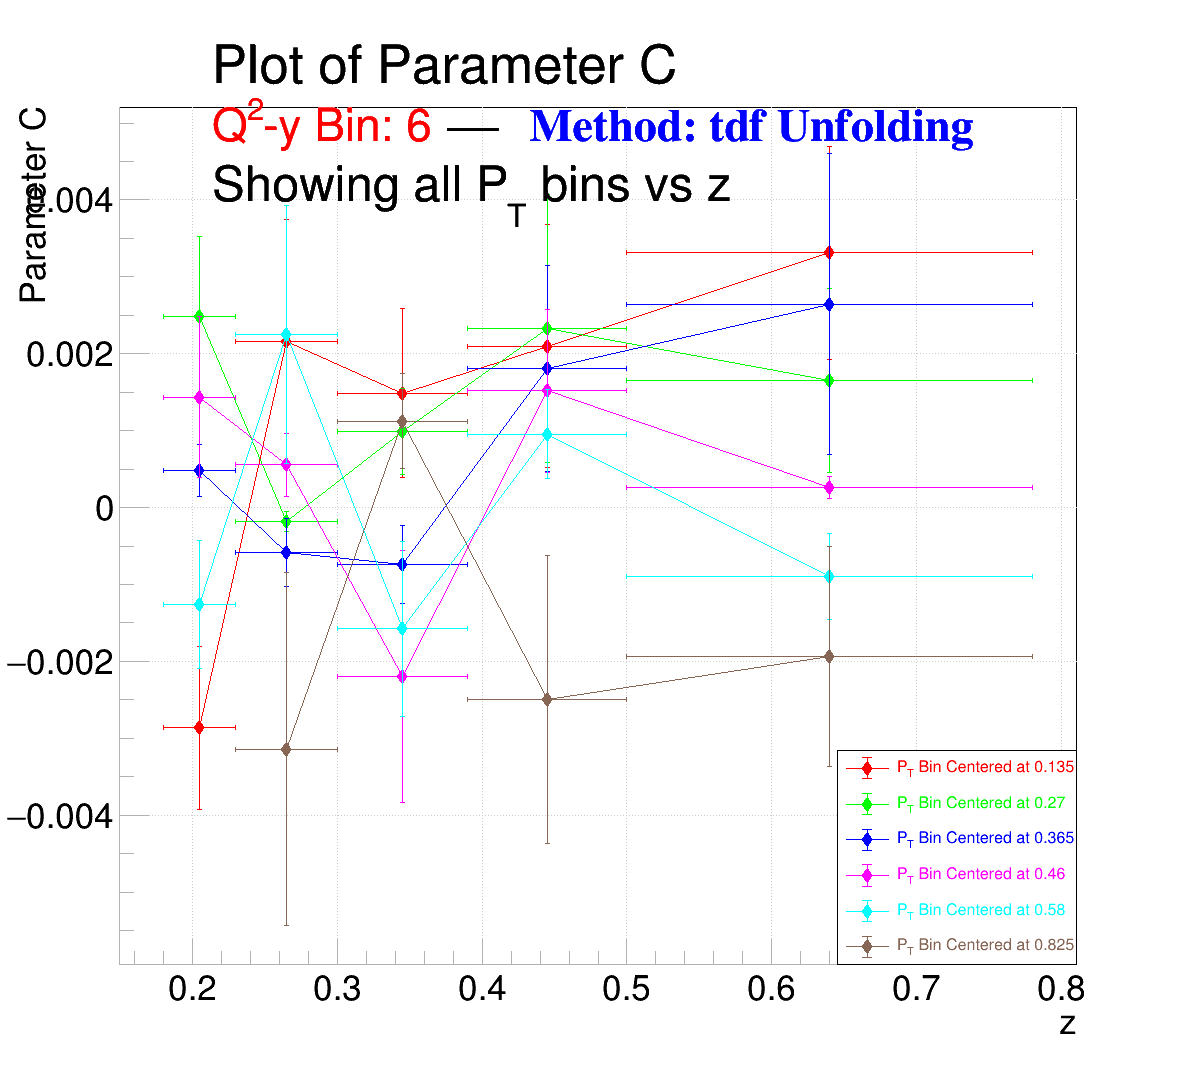 Plot of Parameter C
Q2-y Bin: 6 — Method: tdf Unfolding
Showing all PT bins vs z
Parameter C
0.004
0.002
0
−0.002
−0.004
0.2 0.3 0.4 0.5 0.6 0.7 0.8
z
PT Bin Centered at 0.135
PT Bin Centered at 0.27
PT Bin Centered at 0.365
PT Bin Centered at 0.46
PT Bin Centered at 0.58
PT Bin Centered at 0.825